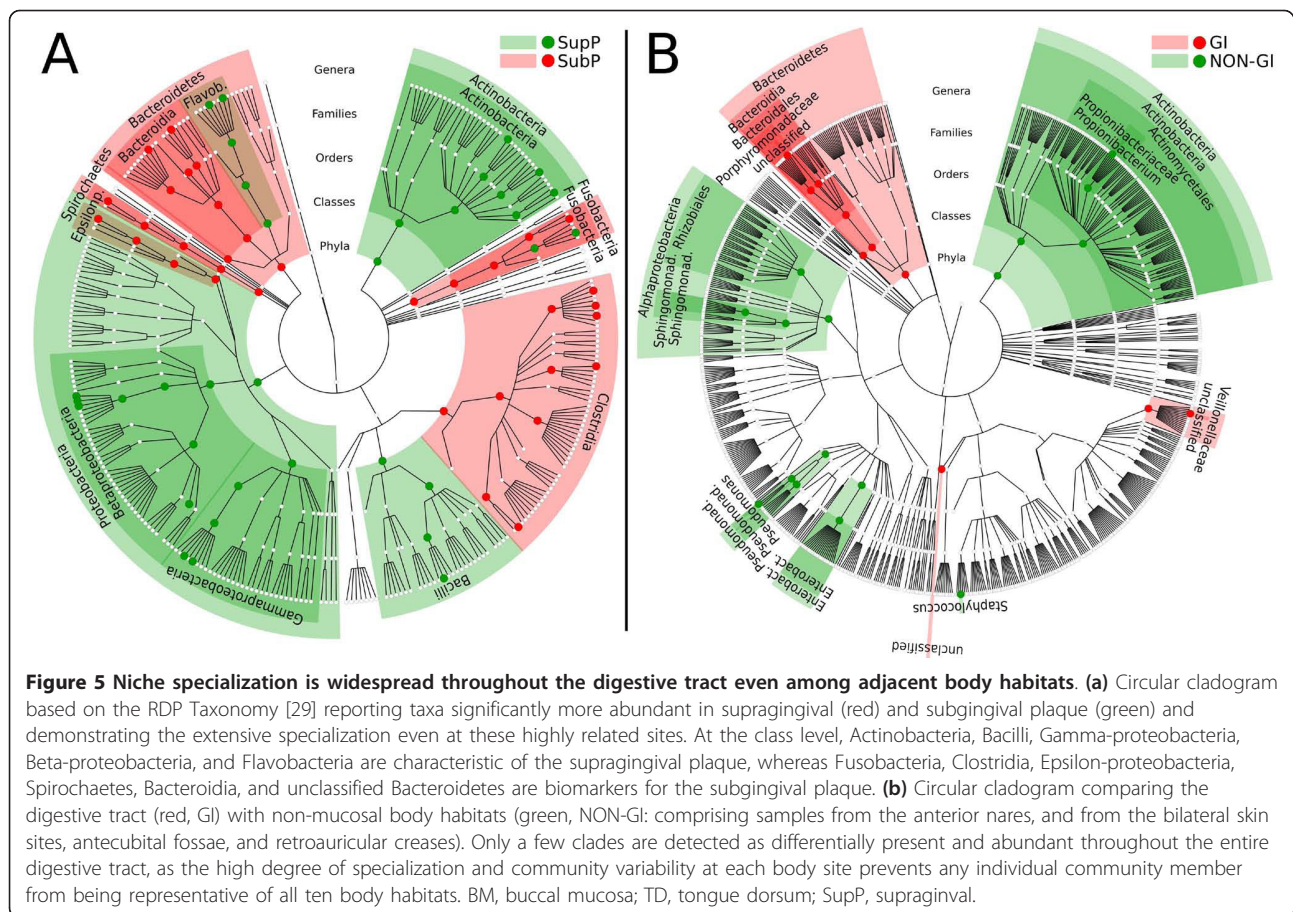 A
SupP
SubP
Bacteroidetes
Bacteroidia
Flavob.
Spirochaetes
Epsilonp.
Genera
Families
Orders
Classes
Phyla
Actinobacteria
Actinobacteria
Fusobacteria
Fusobacteria
Clostridia
Bacilli
Gammaproteobacteria
Betaproteobacteria
Proteobacteria
B
GI
NON-GI
Bacteroidetes
Bacteroidia
Bacteroidales
Porphyromonadaceae
unclassified
Genera
Families
Orders
Classes
Phyla
Actinobacteria
Actinobacteria
Actinomycetales
Propionibacteriaceae
Propionibacterium
Alphaproteobacteria
Sphingomonad. Rhizobiales
Sphingomonad.
Veillonellaceae
unclassified
Pseudomonad.
Pseudomonad.
Pseudomonas
Enterobact.
Enterobact.
Staphylococcus
unclassified
Figure 5 Niche specialization is widespread throughout the digestive tract even among adjacent body habitats. (a) Circular cladogram
based on the RDP Taxonomy [29] reporting taxa significantly more abundant in supragingival (red) and subgingival plaque (green) and
demonstrating the extensive specialization even at these highly related sites. At the class level, Actinobacteria, Bacilli, Gamma-proteobacteria,
Beta-proteobacteria, and Flavobacteria are characteristic of the supragingival plaque, whereas Fusobacteria, Clostridia, Epsilon-proteobacteria,
Spirochaetes, Bacteroidia, and unclassified Bacteroidetes are biomarkers for the subgingival plaque. (b) Circular cladogram comparing the
digestive tract (red, GI) with non-mucosal body habitats (green, NON-GI: comprising samples from the anterior nares, and from the bilateral skin
sites, antecubital fossae, and retroauricular creases). Only a few clades are detected as differentially present and abundant throughout the entire
digestive tract, as the high degree of specialization and community variability at each body site prevents any individual community member
from being representative of all ten body habitats. BM, buccal mucosa; TD, tongue dorsum; SupP, supraginval.